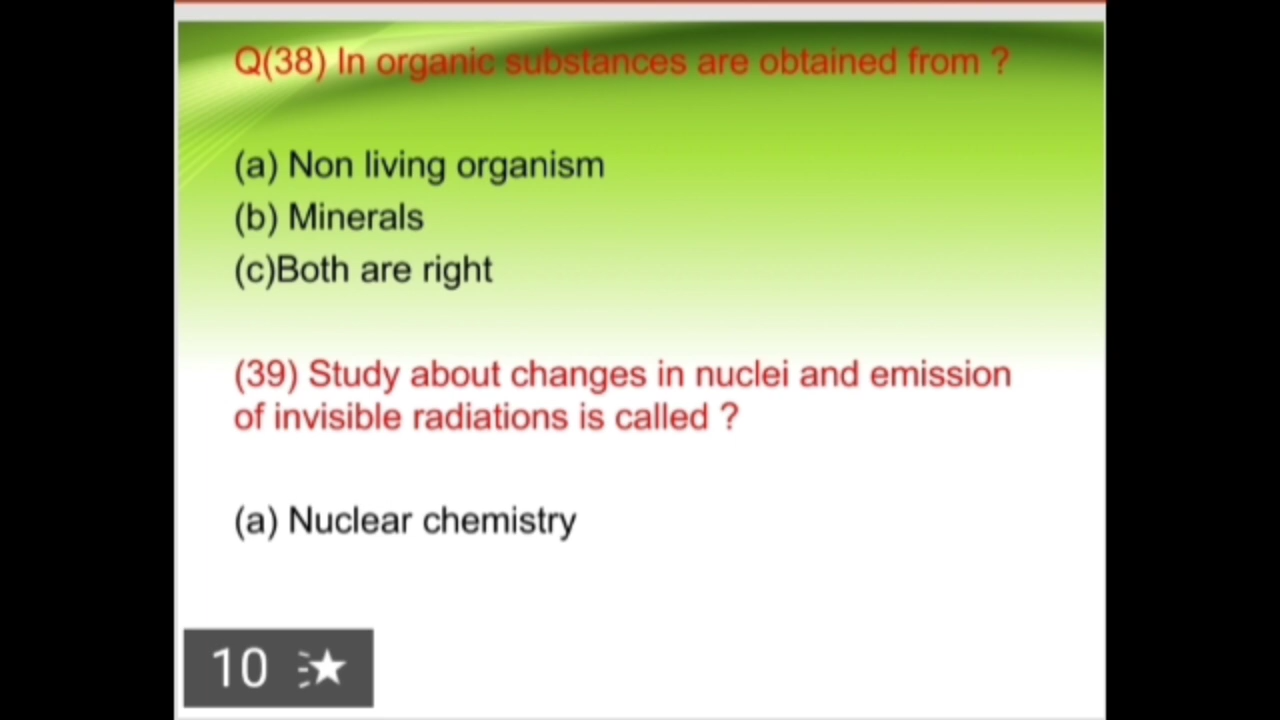 Q(38) In organic substances are obtained from ?
(a) Non living organism
(b) Minerals
(c)Both are right
(39) Study about changes in nuclei and emission
of invisible radiations is called ?
(a) Nuclear chemistry
10